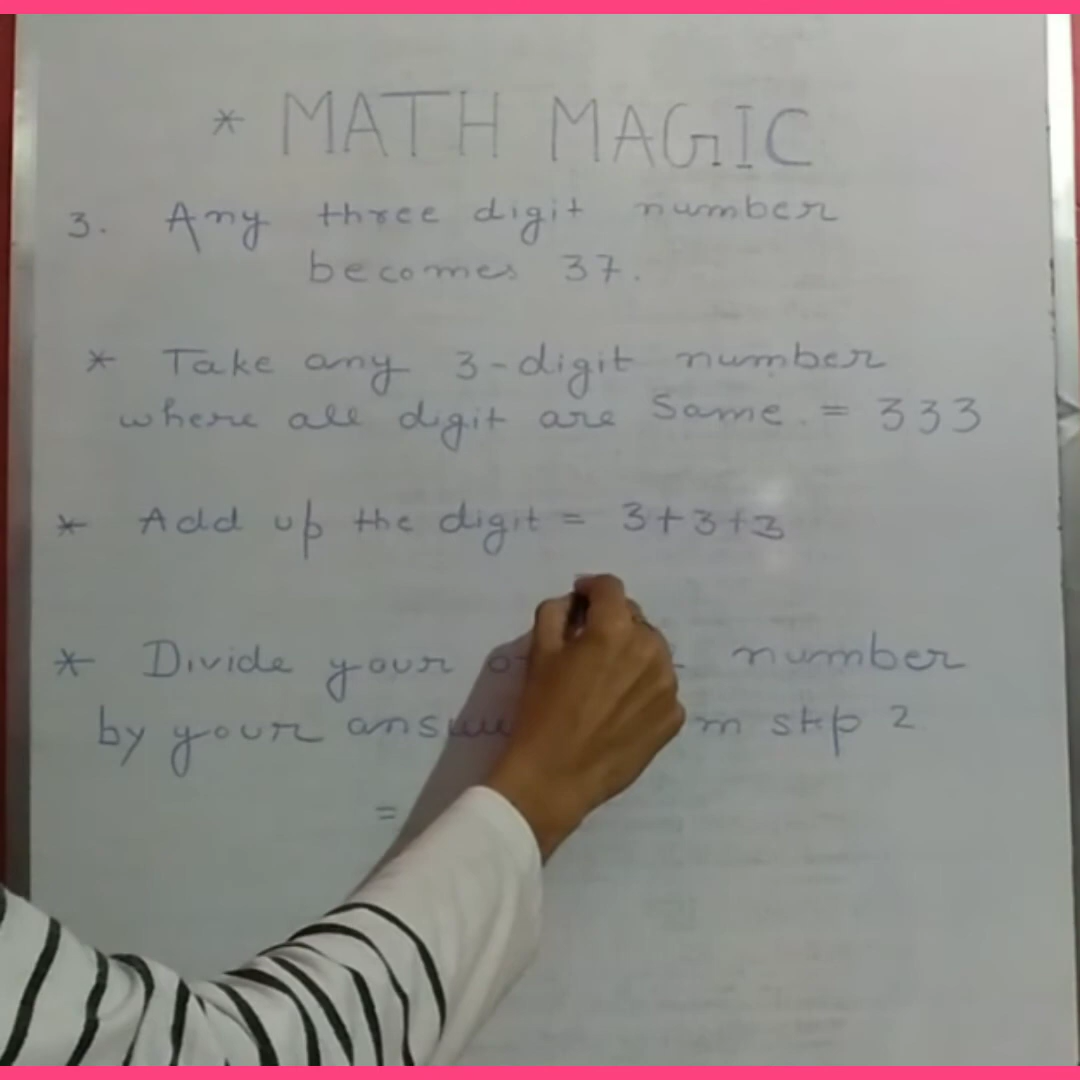 * MATH MAGIC
3. Any three digit number
becomes 37.
* Take any 3-digit number
where all digit are Same. = 333
* Add up the digit = 3+3+3
* Divide your number
by your step 2
=